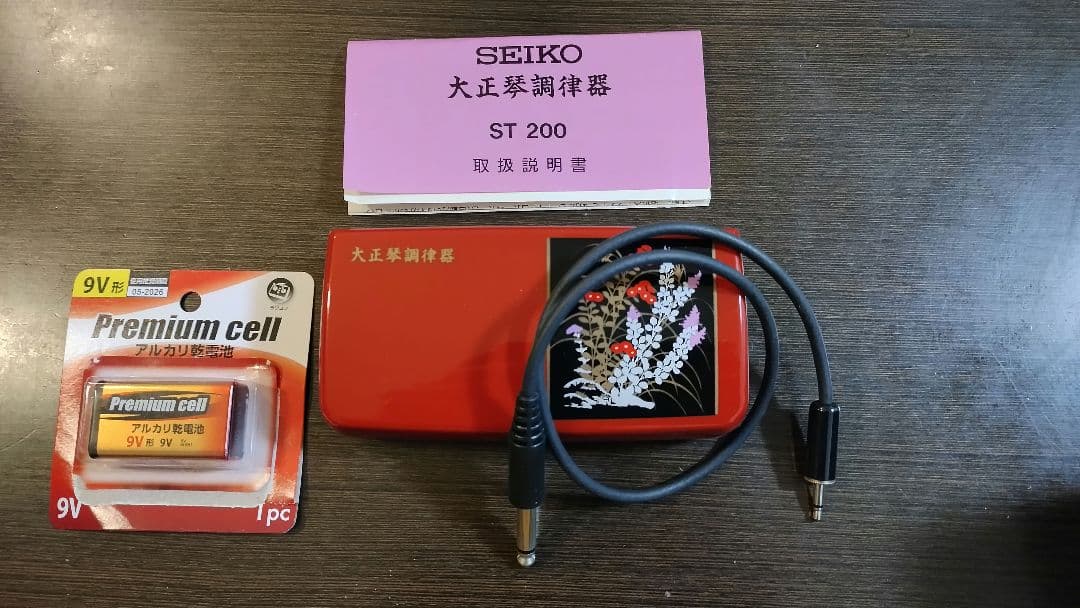 SEIKO
大正琴調律器
ST 200
取扱説明書
大正琴調律器
9V形
05-2026
Premium cell
アルカリ乾電池
Premium cell
アルカリ乾電池
9V形 9V
9V
1pc